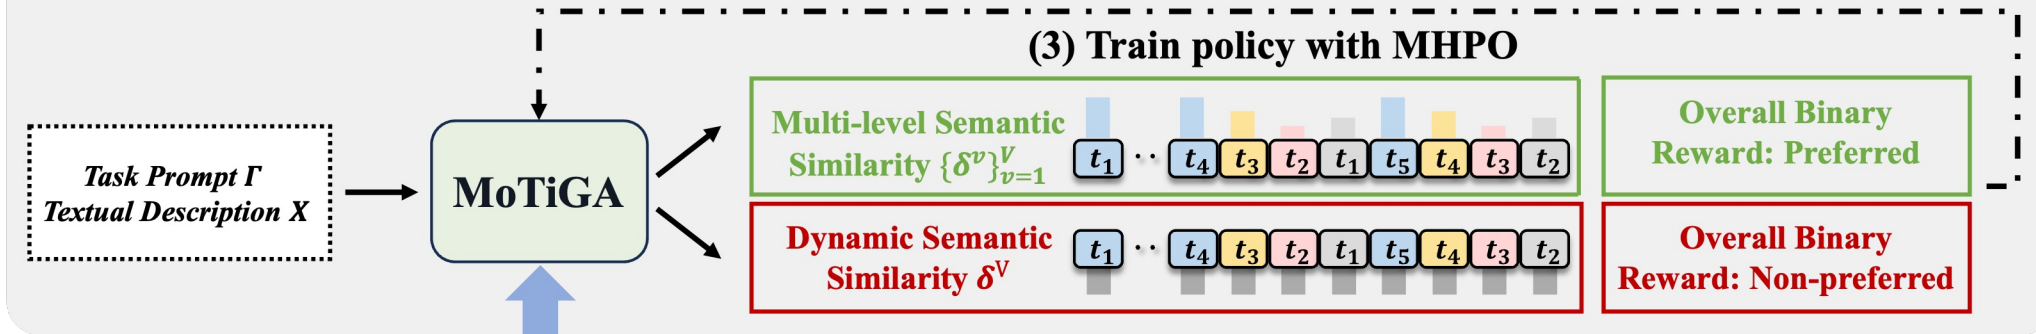 (3) Train policy with MHPO
Task Prompt Γ
Textual Description X
MoTiGA
Multi-level Semantic
Similarity {δ^v}_{v=1}^V
t₁ ·· t₄ t₃ t₂ t₁ t₅ t₄ t₃ t₂
Overall Binary
Reward: Preferred
Dynamic Semantic
Similarity δ^V
t₁ ·· t₄ t₃ t₂ t₁ t₅ t₄ t₃ t₂
Overall Binary
Reward: Non-preferred